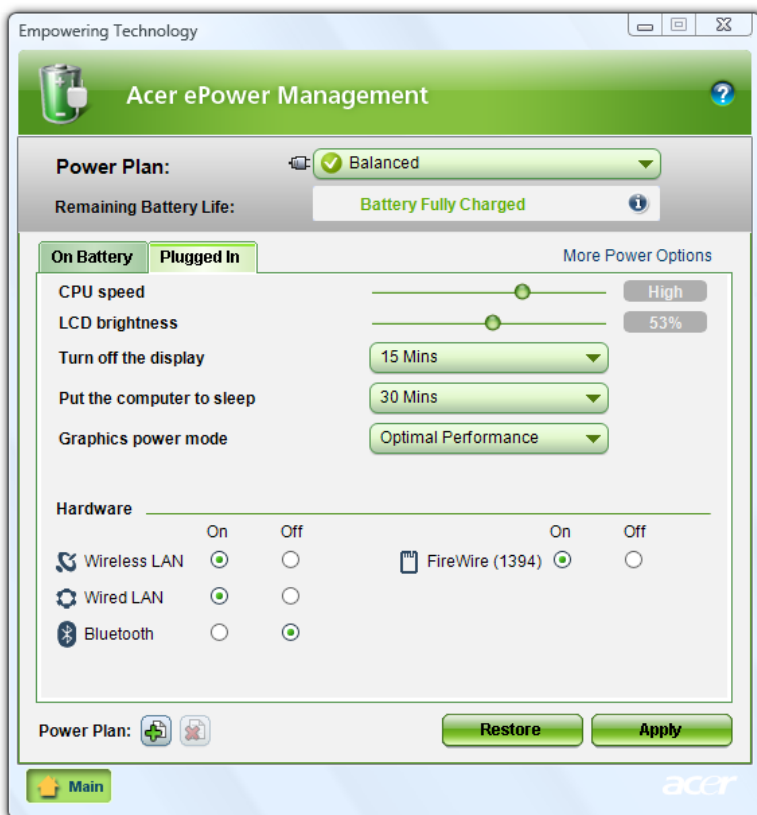 Empowering Technology
Acer ePower Management
Power Plan: Balanced
Remaining Battery Life: Battery Fully Charged
On Battery Plugged In More Power Options
CPU speed High
LCD brightness 53%
Turn off the display 15 Mins
Put the computer to sleep 30 Mins
Graphics power mode Optimal Performance
Hardware
On Off On Off
Wireless LAN FireWire (1394)
Wired LAN
Bluetooth
Power Plan: Restore Apply
Main acer